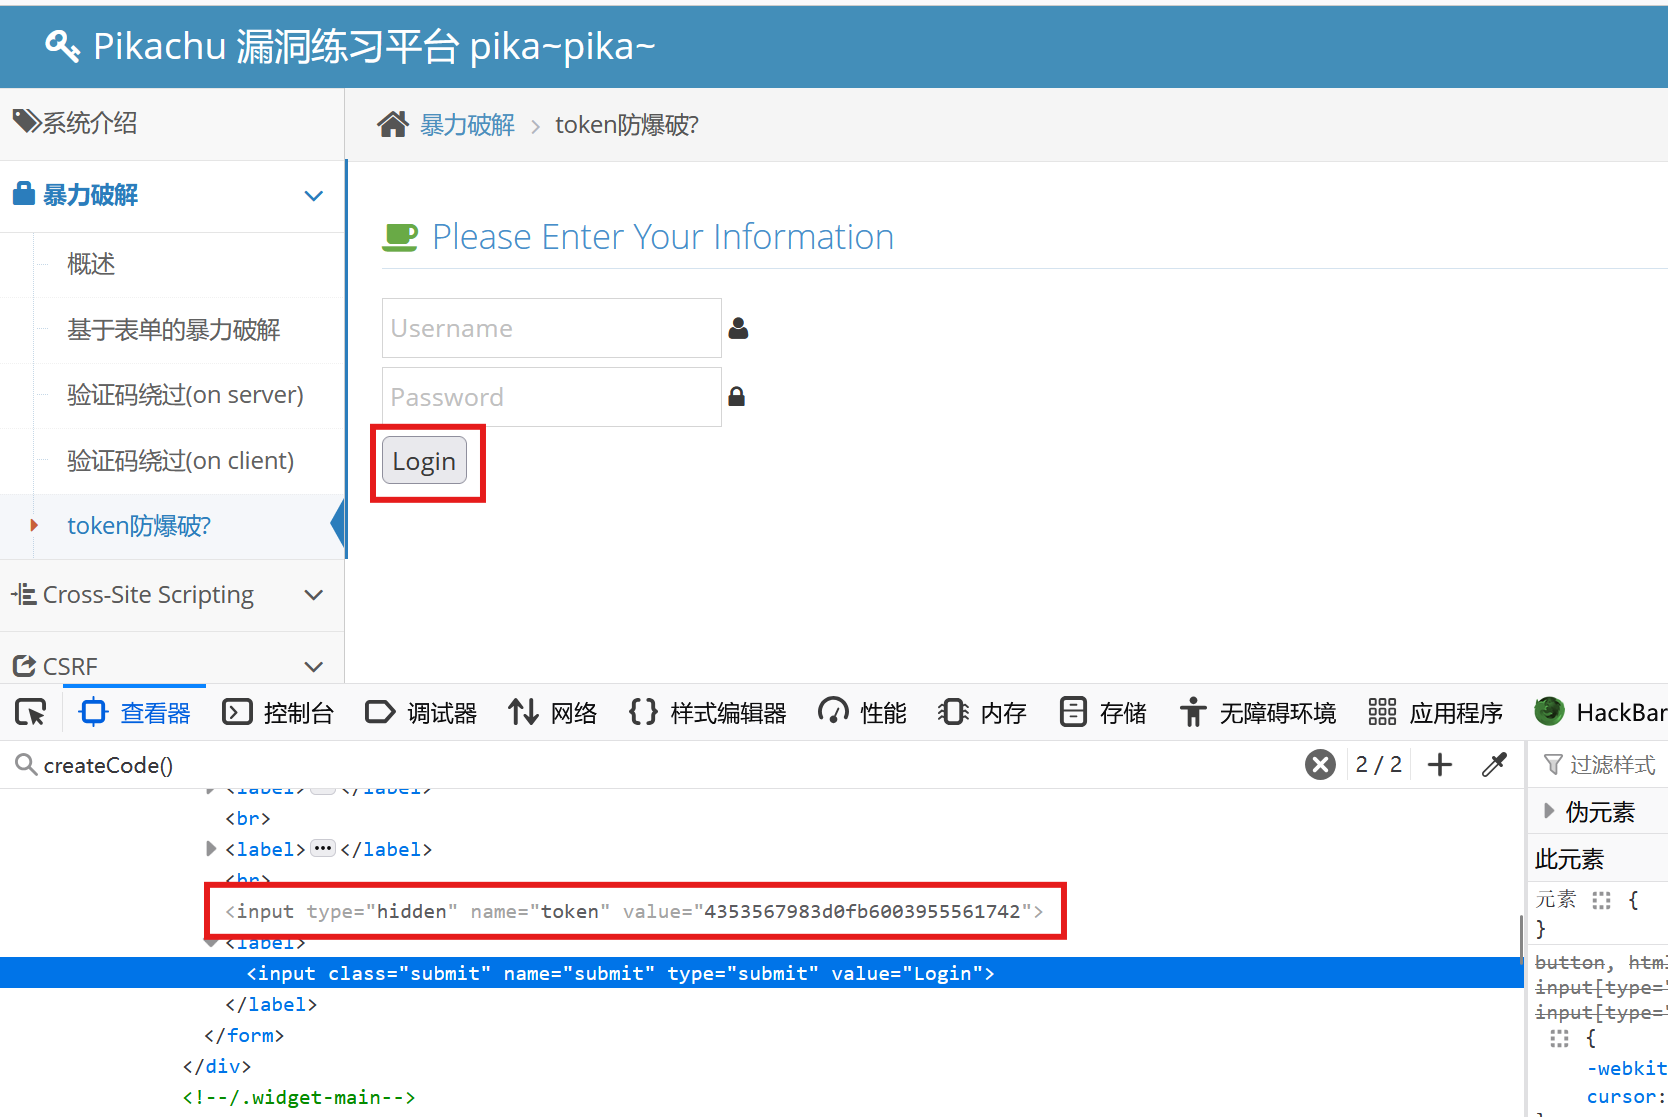 Pikachu 漏洞练习平台 pika~pika~
系统介绍
暴力破解
概述
基于表单的暴力破解
验证码绕过(on server)
验证码绕过(on client)
token防爆破?
Cross-Site Scripting
CSRF
暴力破解 > token防爆破?
Please Enter Your Information
Username
Password
Login
查看器 控制台 调试器 网络 {} 样式编辑器 性能 内存 存储 无障碍环境 应用程序 HackBar
createCode() 2 / 2 +
<label> ••• </label>
<br>
<label> ••• </label>
<br>
<input type="hidden" name="token" value="4353567983d0fb6003955561742">
<label>
<input class="submit" name="submit" type="submit" value="Login">
</label>
</form>
</div>
<!--/.widget-main-->
过滤样式
伪元素
此元素
元素 {
}
button, html
input[type="
input[type="
{
-webkit
cursor: